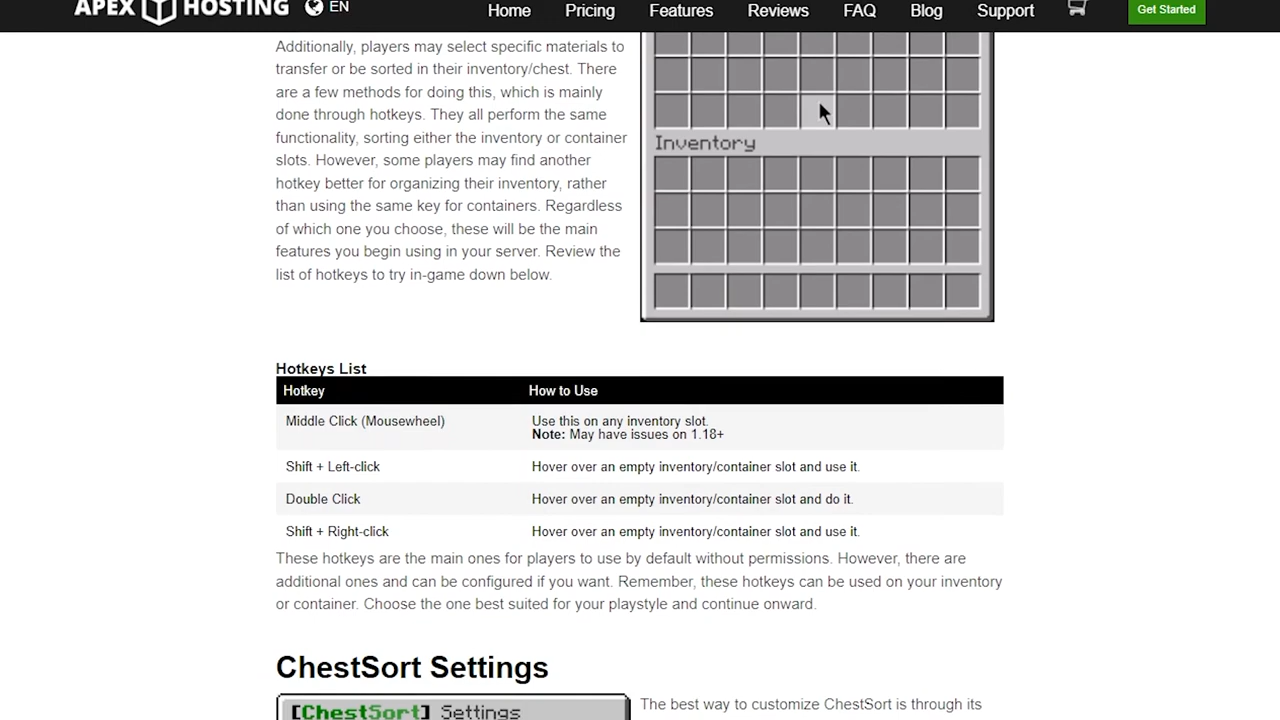 APEX HOSTING EN Home Pricing Features Reviews FAQ Blog Support Get Started
Additionally, players may select specific materials to
transfer or be sorted in their inventory/chest. There
are a few methods for doing this, which is mainly
done through hotkeys. They all perform the same
functionality, sorting either the inventory or container
slots. However, some players may find another
hotkey better for organizing their inventory, rather
than using the same key for containers. Regardless
of which one you choose, these will be the main
features you begin using in your server. Review the
list of hotkeys to try in-game down below.
Inventory
Hotkeys List
Hotkey How to Use
Middle Click (Mousewheel) Use this on any inventory slot.
Note: May have issues on 1.18+
Shift + Left-click Hover over an empty inventory/container slot and use it.
Double Click Hover over an empty inventory/container slot and do it.
Shift + Right-click Hover over an empty inventory/container slot and use it.
These hotkeys are the main ones for players to use by default without permissions. However, there are
additional ones and can be configured if you want. Remember, these hotkeys can be used on your inventory
or container. Choose the one best suited for your playstyle and continue onward.
ChestSort Settings
[ChestSort] Settings
The best way to customize ChestSort is through its